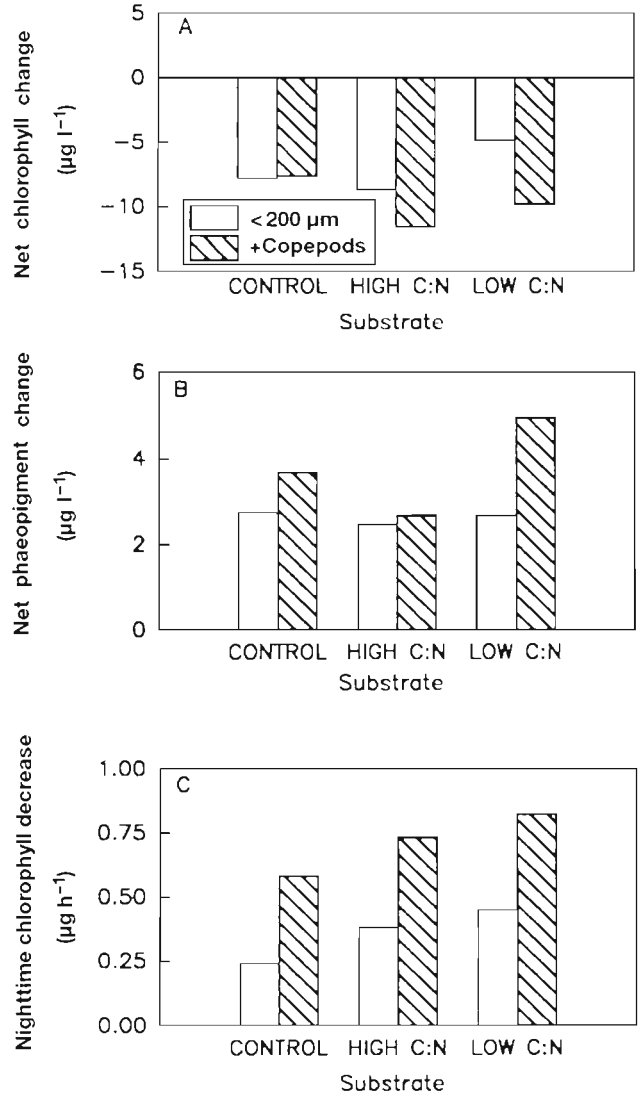 A
5
0
−5
−10
−15
Net chlorophyll change
(µg l−1)
<200 µm
+Copepods
CONTROL HIGH C:N LOW C:N
Substrate
B
6
4
2
0
Net phaeopigment change
(µg l−1)
CONTROL HIGH C:N LOW C:N
Substrate
C
1.00
0.75
0.50
0.25
0.00
Nighttime chlorophyll decrease
(µg h−1)
CONTROL HIGH C:N LOW C:N
Substrate